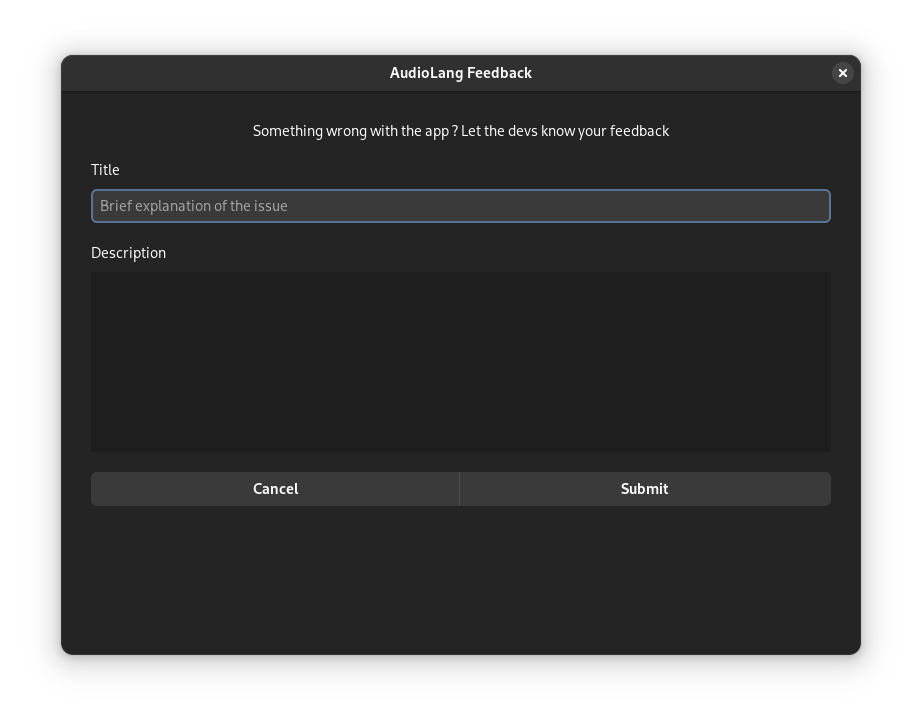 AudioLang Feedback
Something wrong with the app ? Let the devs know your feedback
Title
Brief explanation of the issue
Description
Cancel
Submit